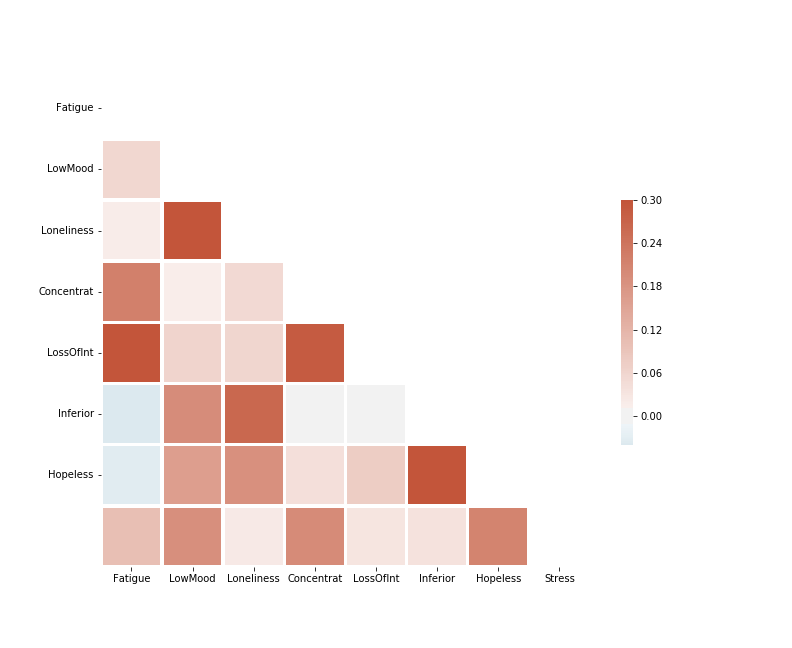 Fatigue
LowMood
Loneliness
Concentrat
LossOfInt
Inferior
Hopeless
Fatigue LowMood Loneliness Concentrat LossOfInt Inferior Hopeless Stress
0.30
0.24
0.18
0.12
0.06
0.00